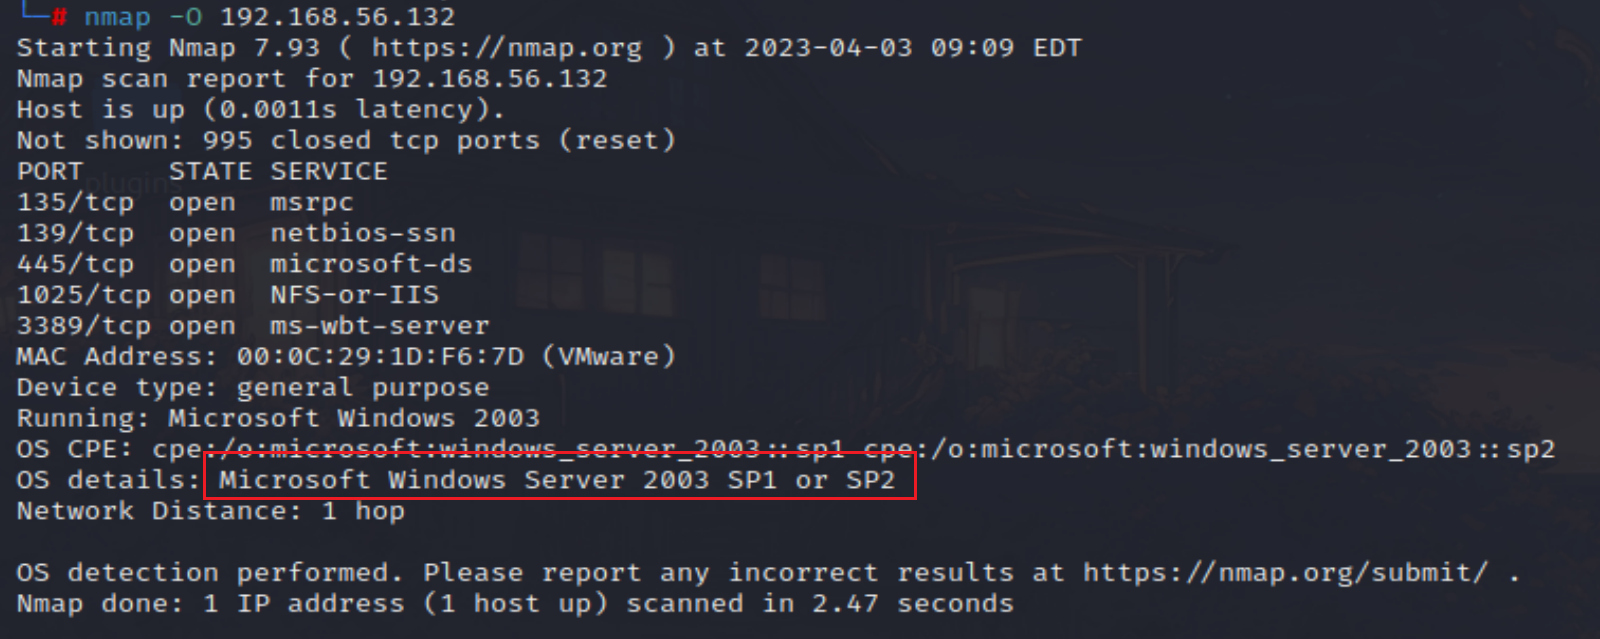 └─# nmap -O 192.168.56.132
Starting Nmap 7.93 ( https://nmap.org ) at 2023-04-03 09:09 EDT
Nmap scan report for 192.168.56.132
Host is up (0.0011s latency).
Not shown: 995 closed tcp ports (reset)
PORT     STATE SERVICE
plugins
135/tcp  open  msrpc
139/tcp  open  netbios-ssn
445/tcp  open  microsoft-ds
1025/tcp open  NFS-or-IIS
3389/tcp open  ms-wbt-server
MAC Address: 00:0C:29:1D:F6:7D (VMware)
Device type: general purpose
Running: Microsoft Windows 2003
OS CPE: cpe:/o:microsoft:windows_server_2003::sp1 cpe:/o:microsoft:windows_server_2003::sp2
OS details: Microsoft Windows Server 2003 SP1 or SP2
Network Distance: 1 hop
OS detection performed. Please report any incorrect results at https://nmap.org/submit/ .
Nmap done: 1 IP address (1 host up) scanned in 2.47 seconds